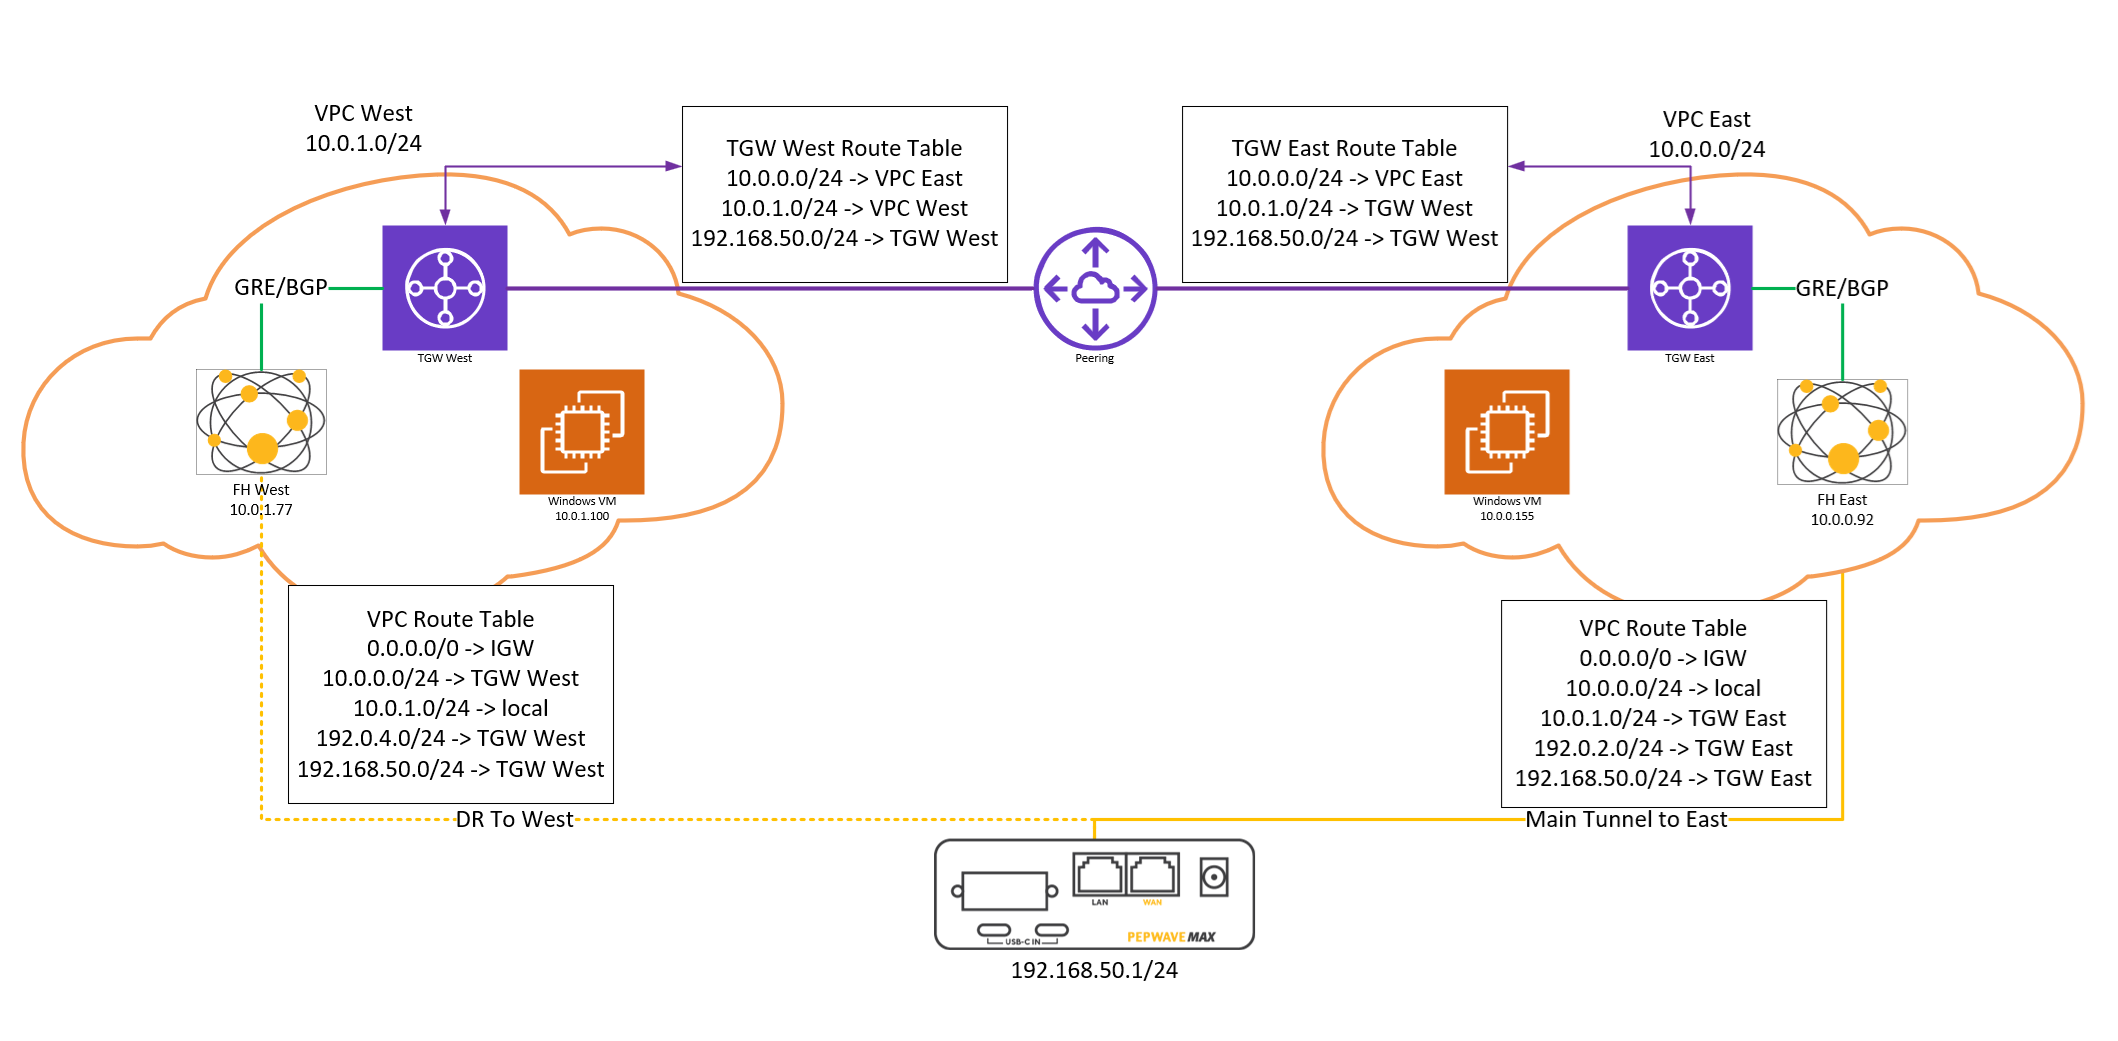 VPC West
10.0.1.0/24
TGW West Route Table
10.0.0.0/24 -> VPC East
10.0.1.0/24 -> VPC West
192.168.50.0/24 -> TGW West
TGW East Route Table
10.0.0.0/24 -> VPC East
10.0.1.0/24 -> TGW West
192.168.50.0/24 -> TGW West
VPC East
10.0.0.0/24
GRE/BGP
TGW West
Peering
TGW East
GRE/BGP
FH West
10.0.1.77
Windows VM
10.0.1.100
Windows VM
10.0.0.155
FH East
10.0.0.92
VPC Route Table
0.0.0.0/0 -> IGW
10.0.0.0/24 -> TGW West
10.0.1.0/24 -> local
192.0.4.0/24 -> TGW West
192.168.50.0/24 -> TGW West
VPC Route Table
0.0.0.0/0 -> IGW
10.0.0.0/24 -> local
10.0.1.0/24 -> TGW East
192.0.2.0/24 -> TGW East
192.168.50.0/24 -> TGW East
DR To West
Main Tunnel to East
LAN
WAN
USB-C IN
PEPWAVE MAX
192.168.50.1/24